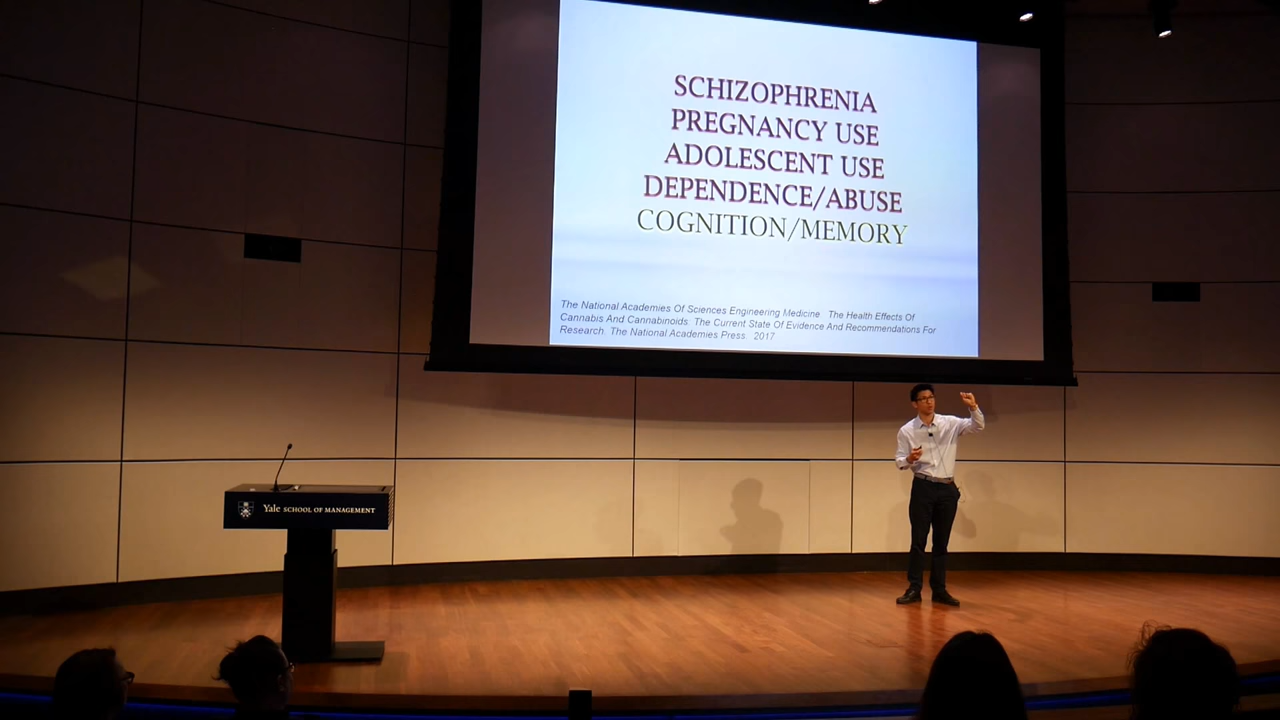 SCHIZOPHRENIA
PREGNANCY USE
ADOLESCENT USE
DEPENDENCE/ABUSE
COGNITION/MEMORY
The National Academies Of Sciences Engineering Medicine. The Health Effects Of
Cannabis And Cannabinoids. The Current State Of Evidence And Recommendations For
Research. The National Academies Press. 2017
Yale SCHOOL OF MANAGEMENT